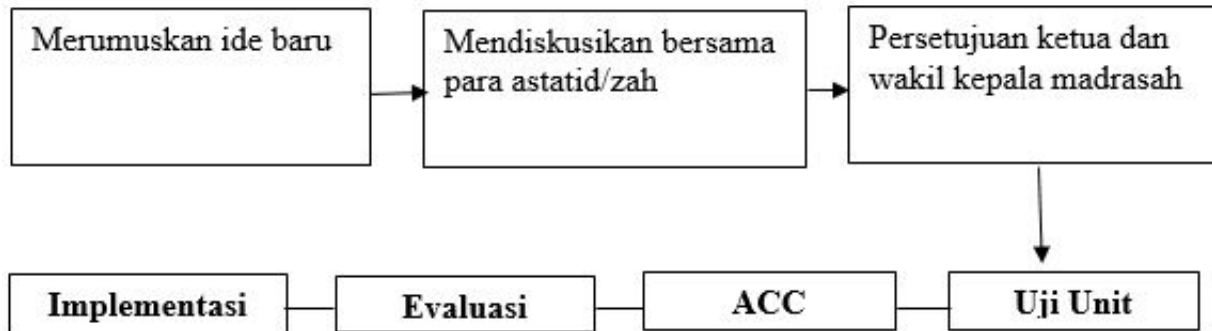 Merumuskan ide baru
Mendiskusikan bersama
para astatid/zah
Persetujuan ketua dan
wakil kepala madrasah
Implementasi
Evaluasi
ACC
Uji Unit